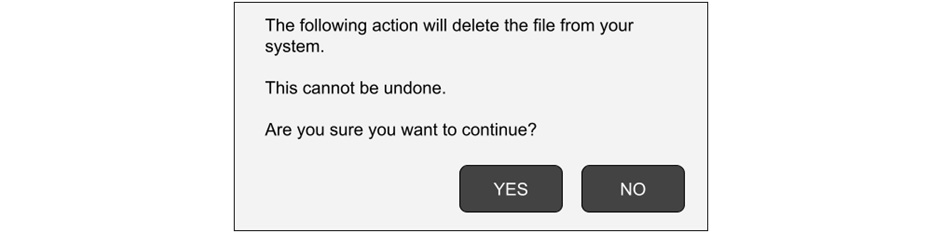 The following action will delete the file from your
system.
This cannot be undone.
Are you sure you want to continue?
YES NO